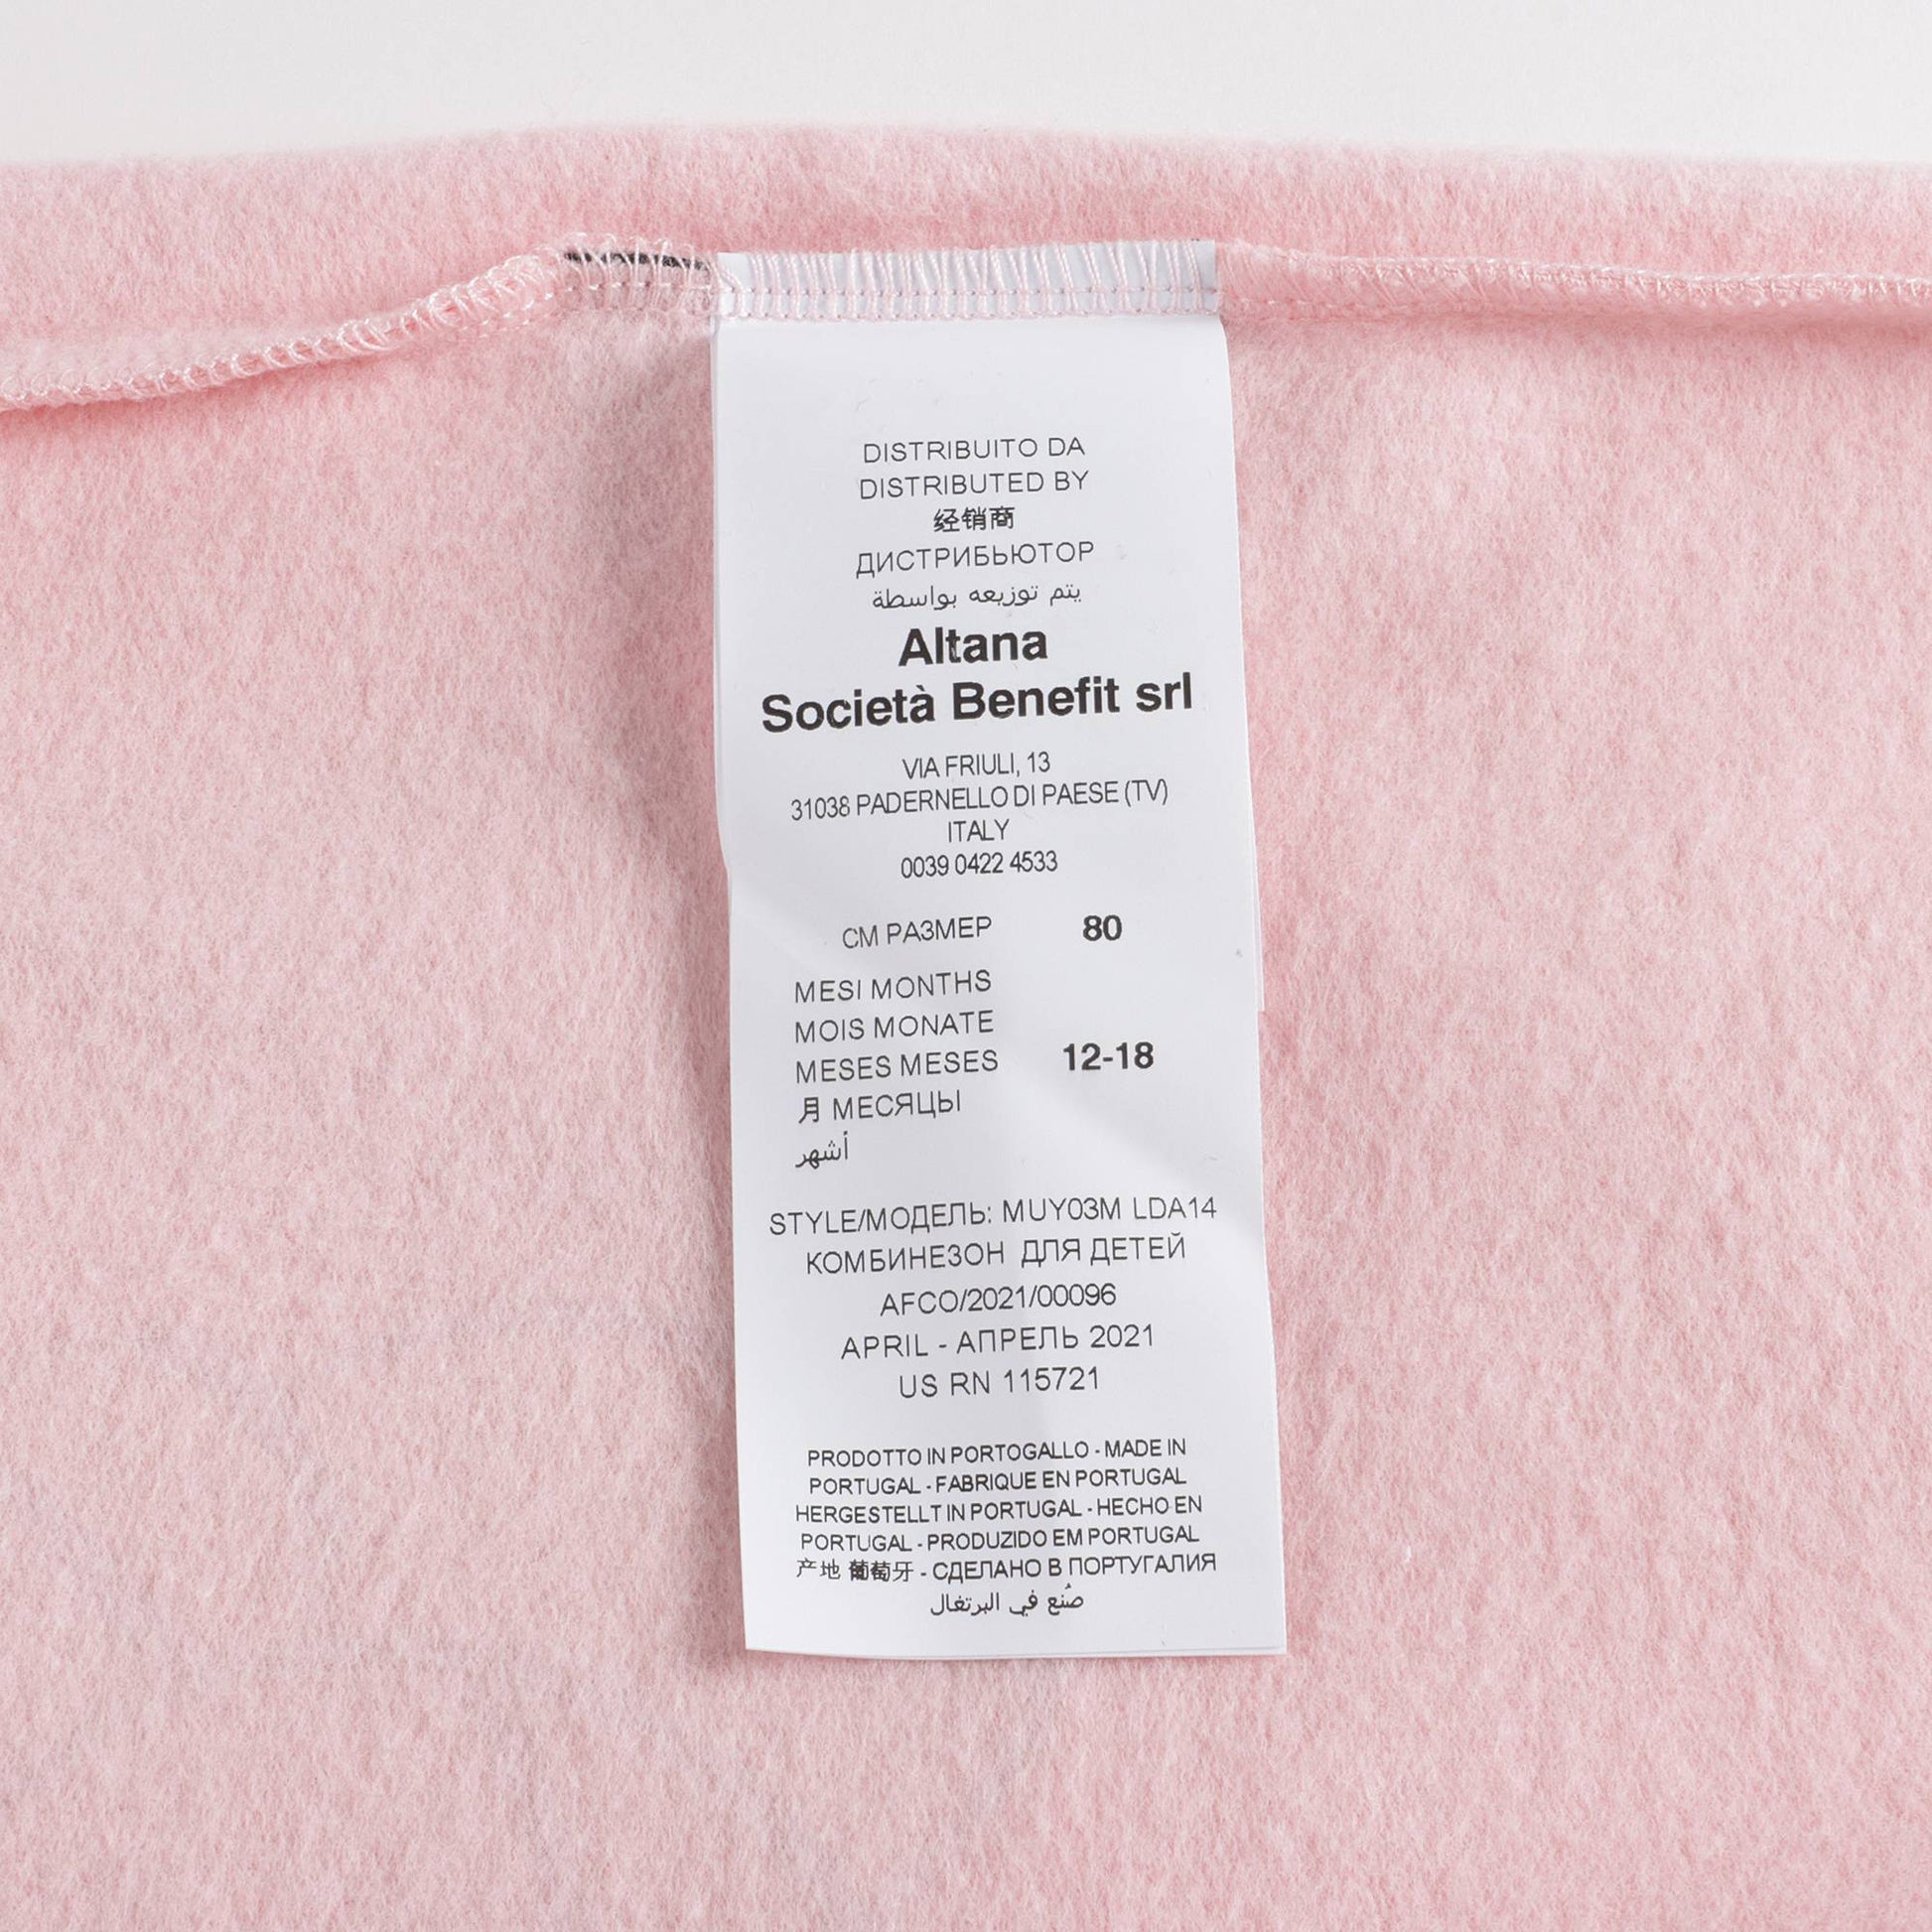 DISTRIBUITO DA
DISTRIBUTED BY
经销商
ДИСТРИБЬЮТОР
يتم توزيعه بواسطة
Altana
Società Benefit srl
VIA FRIULI, 13
31038 PADERNELLO DI PAESE (TV)
ITALY
0039 0422 4533
CM РАЗМЕР 80
MESI MONTHS
MOIS MONATE
MESES MESES 12-18
月 МЕСЯЦЫ
أشهر
STYLE/МОДЕЛЬ: MUY03M LDA14
КОМБИНЕЗОН ДЛЯ ДЕТЕЙ
AFCO/2021/00096
APRIL - АПРЕЛЬ 2021
US RN 115721
PRODOTTO IN PORTOGALLO - MADE IN
PORTUGAL - FABRIQUE EN PORTUGAL
HERGESTELLT IN PORTUGAL - HECHO EN
PORTUGAL - PRODUZIDO EM PORTUGAL
产地 葡萄牙 - СДЕЛАНО В ПОРТУГАЛИЯ
صُنع في البرتغال